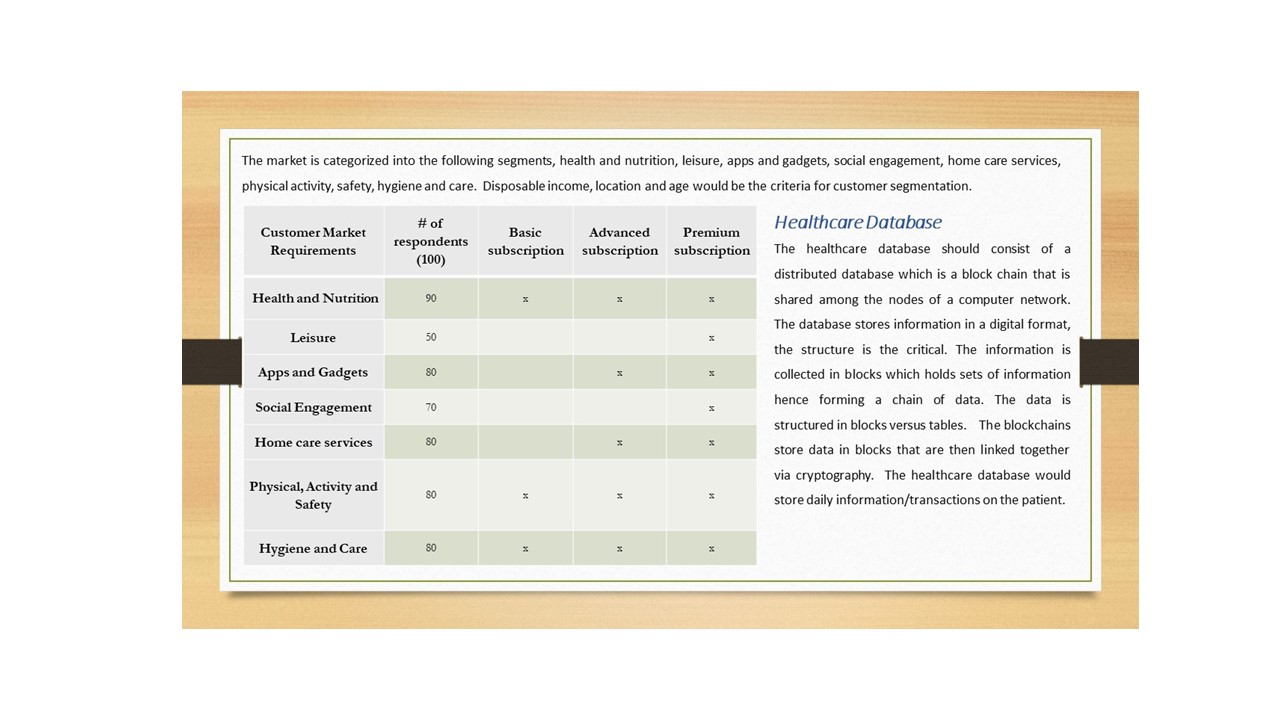 The market is categorized into the following segments, health and nutrition, leisure, apps and gadgets, social engagement, home care services,
physical activity, safety, hygiene and care. Disposable income, location and age would be the criteria for customer segmentation.
Customer Market Requirements # of respondents (100) Basic subscription Advanced subscription Premium subscription
Health and Nutrition 90 x x x
Leisure 50 x
Apps and Gadgets 80 x x
Social Engagement 70 x
Home care services 80 x x
Physical, Activity and Safety 80 x x x
Hygiene and Care 80 x x x
Healthcare Database
The healthcare database should consist of a
distributed database which is a block chain that is
shared among the nodes of a computer network.
The database stores information in a digital format,
the structure is the critical. The information is
collected in blocks which holds sets of information
hence forming a chain of data. The data is
structured in blocks versus tables. The blockchains
store data in blocks that are then linked together
via cryptography. The healthcare database would
store daily information/transactions on the patient.